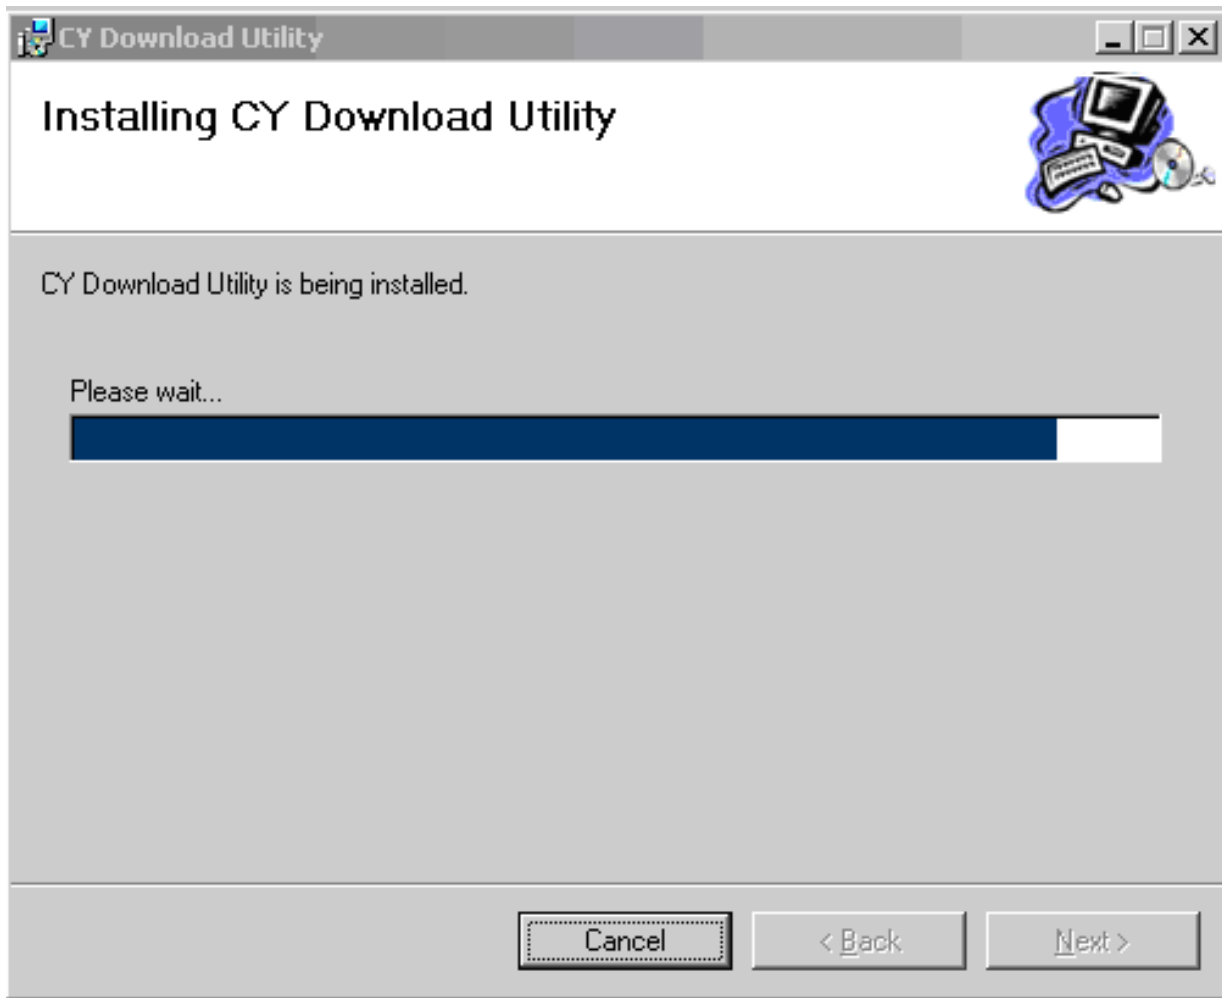 CY Download Utility
Installing CY Download Utility
CY Download Utility is being installed.
Please wait...
Cancel
< Back
Next >